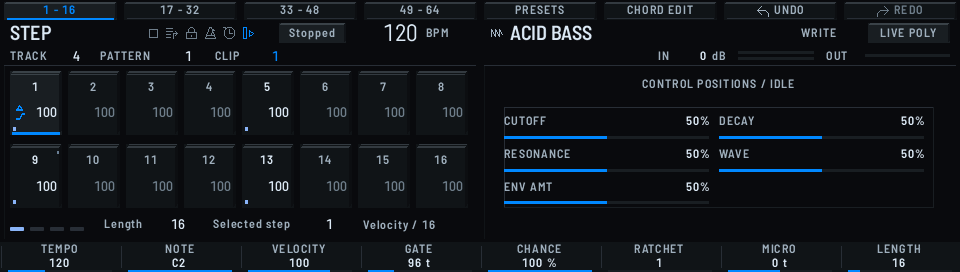 1 - 16 17 - 32 33 - 48 49 - 64 PRESETS CHORD EDIT UNDO REDO
STEP Stopped 120 BPM ACID BASS WRITE LIVE POLY
TRACK 4 PATTERN 1 CLIP 1 IN 0 dB OUT
CONTROL POSITIONS / IDLE
1 2 3 4 5 6 7 8
100 100 100 100 100 100 100 100
CUTOFF 50% DECAY 50%
RESONANCE 50% WAVE 50%
ENV AMT 50%
9 10 11 12 13 14 15 16
100 100 100 100 100 100 100 100
Length 16 Selected step 1 Velocity / 16
TEMPO NOTE VELOCITY GATE CHANCE RATCHET MICRO LENGTH
120 C2 100 96 t 100 % 1 0 t 16